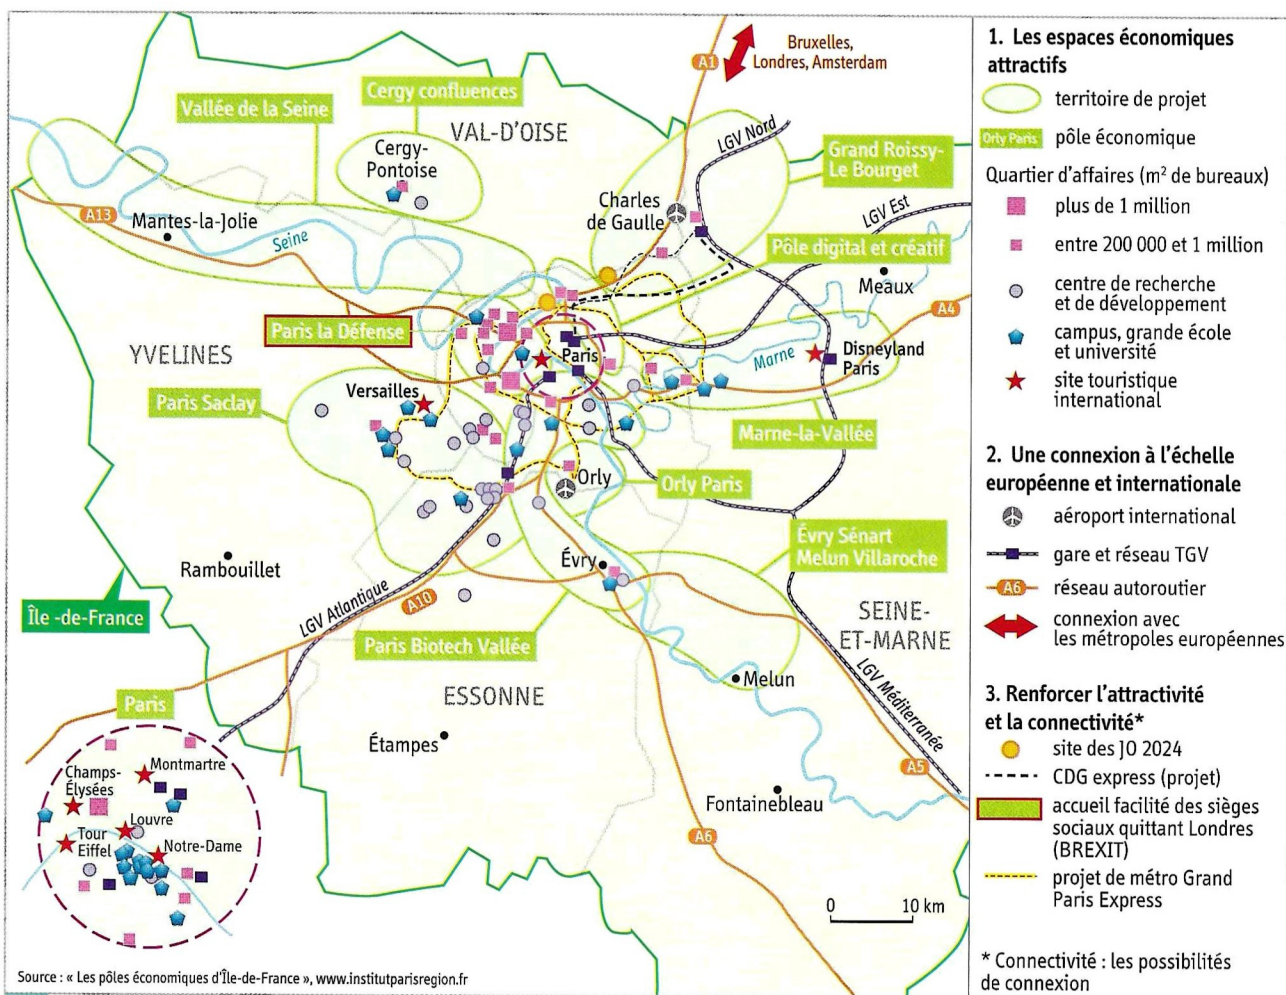 Bruxelles,
Londres, Amsterdam
A1
Cergy confluences
Vallée de la Seine
VAL-D'OISE
LGV Nord
Grand Roissy-
Le Bourget
Cergy-
Pontoise
Charles
de Gaulle
LGV Est
A13
Mantes-la-Jolie
Seine
Pôle digital et créatif
Meaux
A4
Paris la Défense
YVELINES
Paris
Marne
Disneyland
Paris
Versailles
Paris Saclay
Marne-la-Vallée
Orly
Orly Paris
Évry Sénart
Melun Villaroche
Rambouillet
Évry
Île -de-France
LGV Atlantique
A10
SEINE-
ET-MARNE
Paris Biotech Vallée
Melun
LGV Méditerranée
Paris
ESSONNE
Étampes
A5
Fontainebleau
A6
Montmartre
Champs-
Élysées
Louvre
Tour
Eiffel
Notre-Dame
0 10 km
Source : « Les pôles économiques d'Île-de-France », www.institutparisregion.fr
1. Les espaces économiques
attractifs
territoire de projet
Orly Paris pôle économique
Quartier d'affaires (m² de bureaux)
plus de 1 million
entre 200 000 et 1 million
centre de recherche
et de développement
campus, grande école
et université
site touristique
international
2. Une connexion à l'échelle
européenne et internationale
aéroport international
gare et réseau TGV
A6 réseau autoroutier
connexion avec
les métropoles européennes
3. Renforcer l'attractivité
et la connectivité*
site des JO 2024
CDG express (projet)
accueil facilité des sièges
sociaux quittant Londres
(BREXIT)
projet de métro Grand
Paris Express
* Connectivité : les possibilités
de connexion